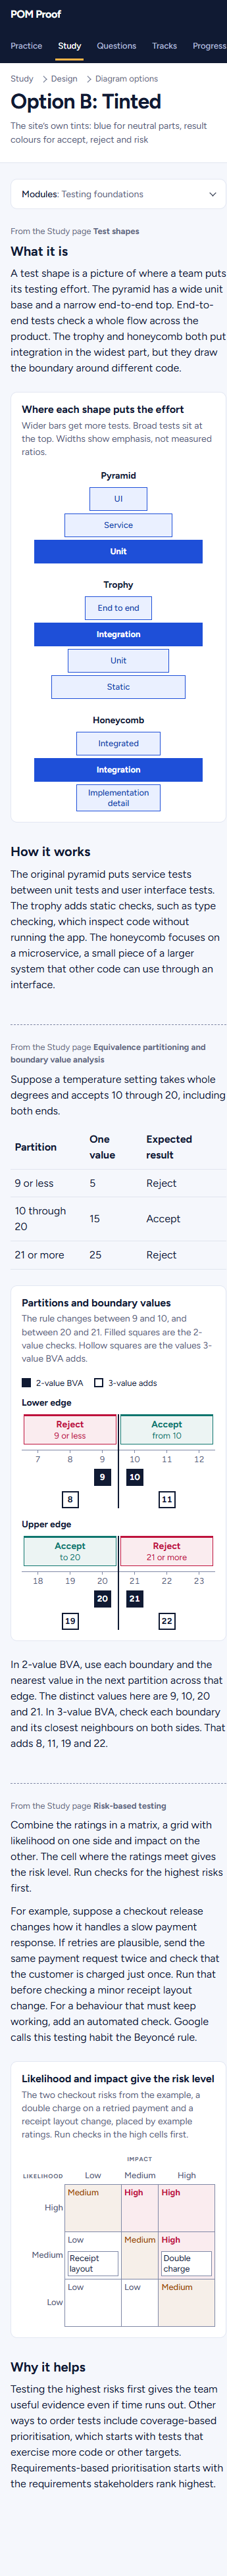 POM Proof
Practice Study Questions Tracks Progress
Study > Design > Diagram options
Option B: Tinted
The site's own tints: blue for neutral parts, result
colours for accept, reject and risk
Modules: Testing foundations
From the Study page Test shapes
What it is
A test shape is a picture of where a team puts
its testing effort. The pyramid has a wide unit
base and a narrow end-to-end top. End-to-
end tests check a whole flow across the
product. The trophy and honeycomb both put
integration in the widest part, but they draw
the boundary around different code.
Where each shape puts the effort
Wider bars get more tests. Broad tests sit at
the top. Widths show emphasis, not measured
ratios.
Pyramid
UI
Service
Unit
Trophy
End to end
Integration
Unit
Static
Honeycomb
Integrated
Integration
Implementation
detail
How it works
The original pyramid puts service tests
between unit tests and user interface tests.
The trophy adds static checks, such as type
checking, which inspect code without
running the app. The honeycomb focuses on
a microservice, a small piece of a larger
system that other code can use through an
interface.
From the Study page Equivalence partitioning and
boundary value analysis
Suppose a temperature setting takes whole
degrees and accepts 10 through 20, including
both ends.
Partition One value Expected result
9 or less 5 Reject
10 through 20 15 Accept
21 or more 25 Reject
Partitions and boundary values
The rule changes between 9 and 10, and
between 20 and 21. Filled squares are the 2-
value checks. Hollow squares are the values 3-
value BVA adds.
2-value BVA 3-value adds
Lower edge
Reject Accept
9 or less from 10
7 8 9 10 11 12
9 10
8 11
Upper edge
Accept Reject
to 20 21 or more
18 19 20 21 22 23
20 21
19 22
In 2-value BVA, use each boundary and the
nearest value in the next partition across that
edge. The distinct values here are 9, 10, 20
and 21. In 3-value BVA, check each boundary
and its closest neighbours on both sides. That
adds 8, 11, 19 and 22.
From the Study page Risk-based testing
Combine the ratings in a matrix, a grid with
likelihood on one side and impact on the
other. The cell where the ratings meet gives
the risk level. Run checks for the highest risks
first.
For example, suppose a checkout release
changes how it handles a slow payment
response. If retries are plausible, send the
same payment request twice and check that
the customer is charged just once. Run that
before checking a minor receipt layout
change. For a behaviour that must keep
working, add an automated check. Google
calls this testing habit the Beyoncé rule.
Likelihood and impact give the risk level
The two checkout risks from the example, a
double charge on a retried payment and a
receipt layout change, placed by example
ratings. Run checks in the high cells first.
IMPACT
LIKELIHOOD Low Medium High
High Medium High High
Medium Low Medium High
Receipt layout Double charge
Low Low Low Medium
Why it helps
Testing the highest risks first gives the team
useful evidence even if time runs out. Other
ways to order tests include coverage-based
prioritisation, which starts with tests that
exercise more code or other targets.
Requirements-based prioritisation starts with
the requirements stakeholders rank highest.